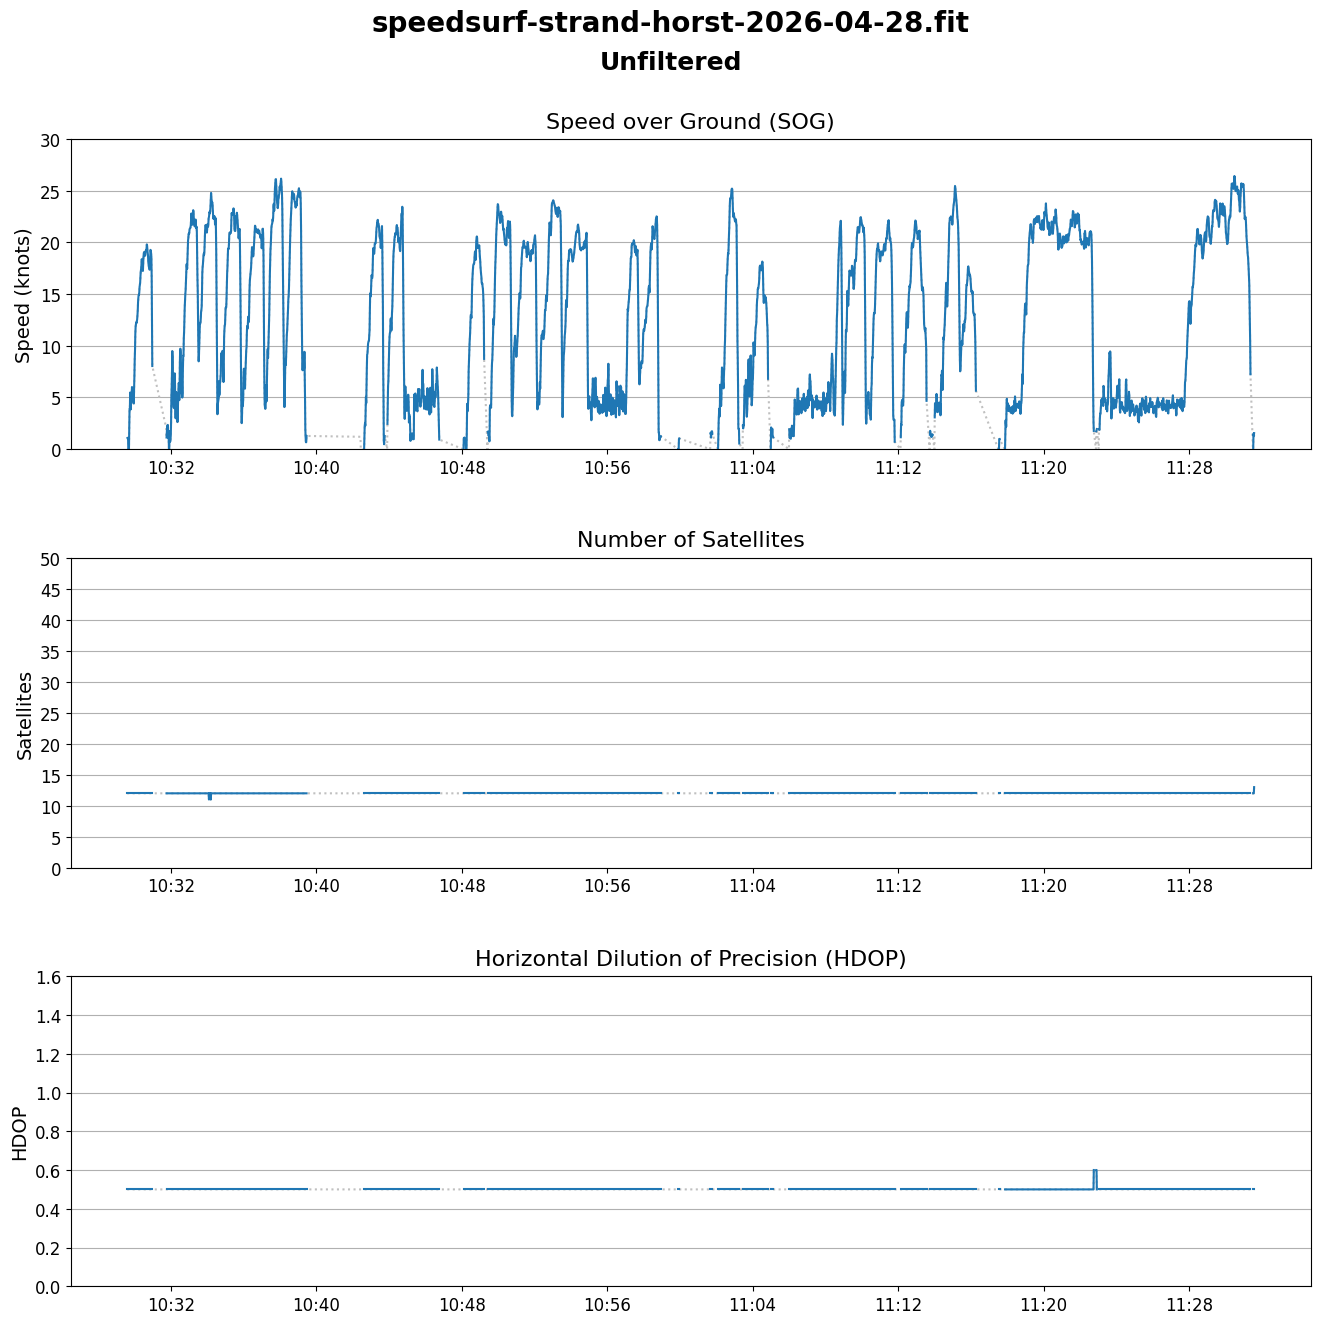 speedsurf-strand-horst-2026-04-28.fit
Unfiltered
Speed over Ground (SOG)
Speed (knots)
30
25
20
15
10
5
0
10:32 10:40 10:48 10:56 11:04 11:12 11:20 11:28
Number of Satellites
Satellites
50
45
40
35
30
25
20
15
10
5
0
10:32 10:40 10:48 10:56 11:04 11:12 11:20 11:28
Horizontal Dilution of Precision (HDOP)
HDOP
1.6
1.4
1.2
1.0
0.8
0.6
0.4
0.2
0.0
10:32 10:40 10:48 10:56 11:04 11:12 11:20 11:28